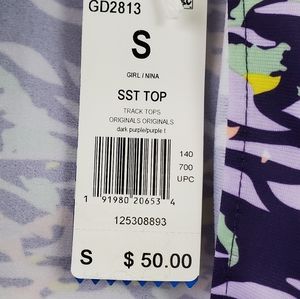 GD2813
S
GIRL / NINA
SST TOP
TRACK TOPS
ORIGINALS ORIGINALS
dark purple/purple t
140
700
UPC
1 91980 20653 4
125308893
S $ 50.00